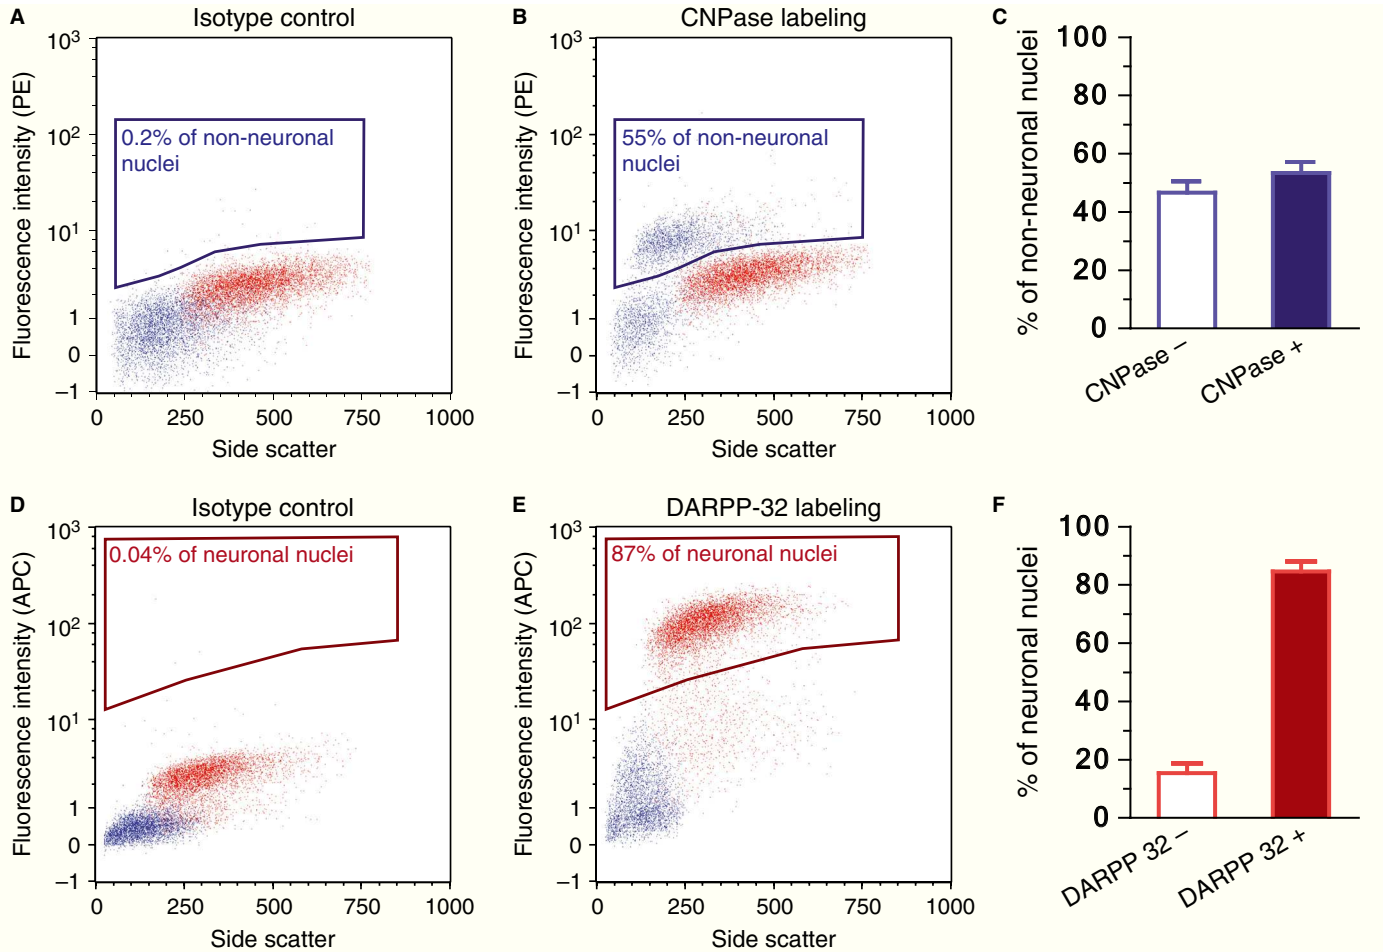 A
Isotype control
10³
10²
10¹
1
0
–1
Fluorescence intensity (PE)
0.2% of non-neuronal
nuclei
0 250 500 750 1000
Side scatter
B
CNPase labeling
10³
10²
10¹
1
0
–1
Fluorescence intensity (PE)
55% of non-neuronal
nuclei
0 250 500 750 1000
Side scatter
C
100
80
60
40
20
0
% of non-neuronal nuclei
CNPase –
CNPase +
D
Isotype control
10³
10²
10¹
1
0
–1
Fluorescence intensity (APC)
0.04% of neuronal nuclei
0 250 500 750 1000
Side scatter
E
DARPP-32 labeling
10³
10²
10¹
1
0
–1
Fluorescence intensity (APC)
87% of neuronal nuclei
0 250 500 750 1000
Side scatter
F
100
80
60
40
20
0
% of neuronal nuclei
DARPP 32 –
DARPP 32 +